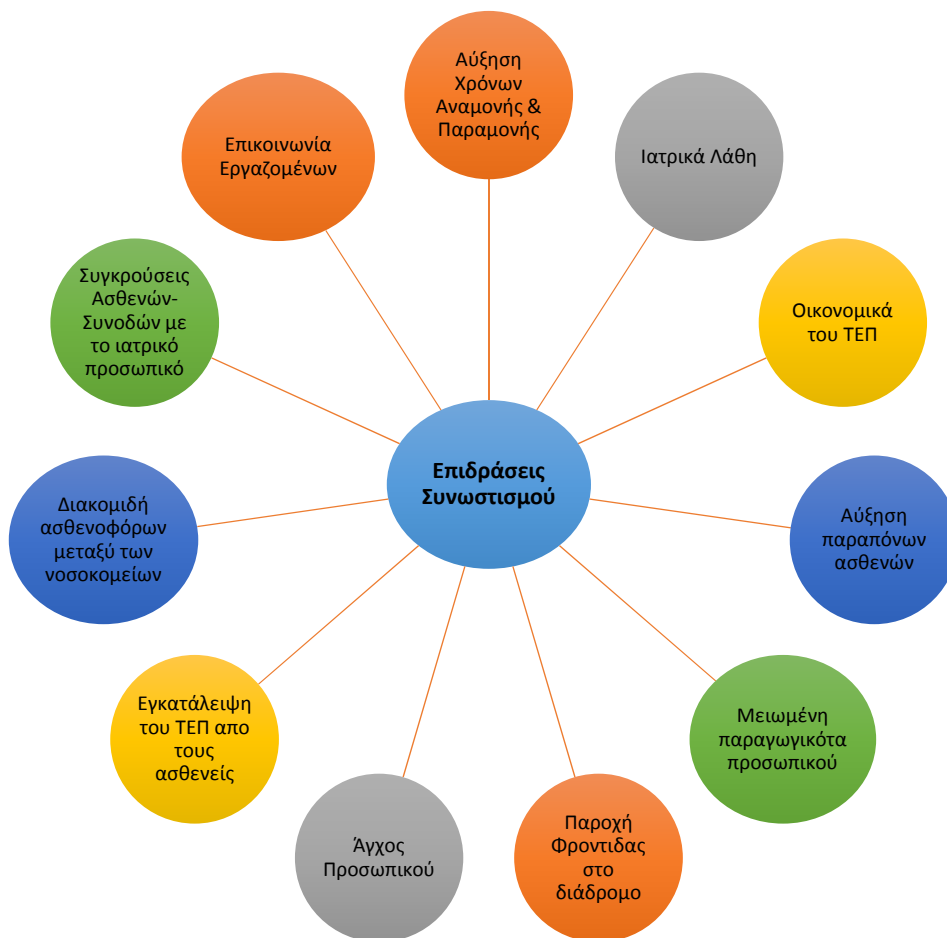 Αύξηση
Χρόνων
Αναμονής &
Παραμονής
Ιατρικά Λάθη
Οικονομικά
του ΤΕΠ
Αύξηση
παραπόνων
ασθενών
Μειωμένη
παραγωγικότα
προσωπικού
Παροχή
Φροντιδας
στο
διάδρομο
Άγχος
Προσωπικού
Εγκατάλειψη
του ΤΕΠ απο
τους
ασθενείς
Διακομιδή
ασθενοφόρων
μεταξύ των
νοσοκομείων
Συγκρούσεις
Ασθενών-
Συνοδών με
το ιατρικό
προσωπικό
Επικοινωνία
Εργαζομένων
Επιδράσεις
Συνωστισμού